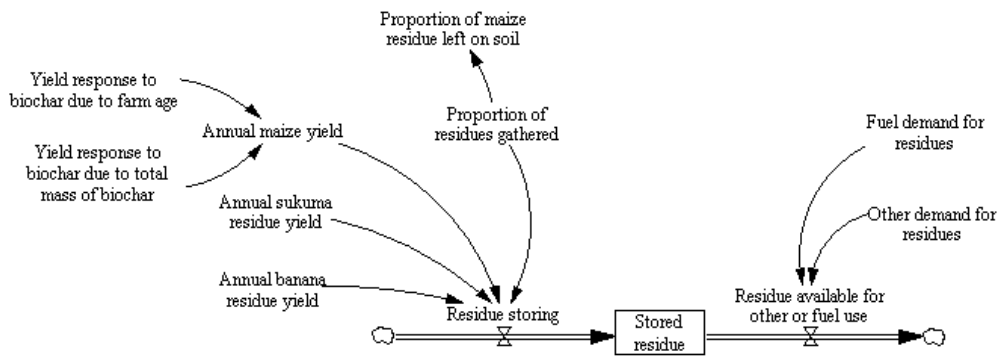 Proportion of maize
residue left on soil
Yield response to
biochar due to farm age
Proportion of
residues gathered
Annual maize yield
Fuel demand for
residues
Yield response to
biochar due to total
mass of biochar
Annual sukuma
residue yield
Other demand for
residues
Annual banana
residue yield
Residue storing
Stored
residue
Residue available for
other or fuel use